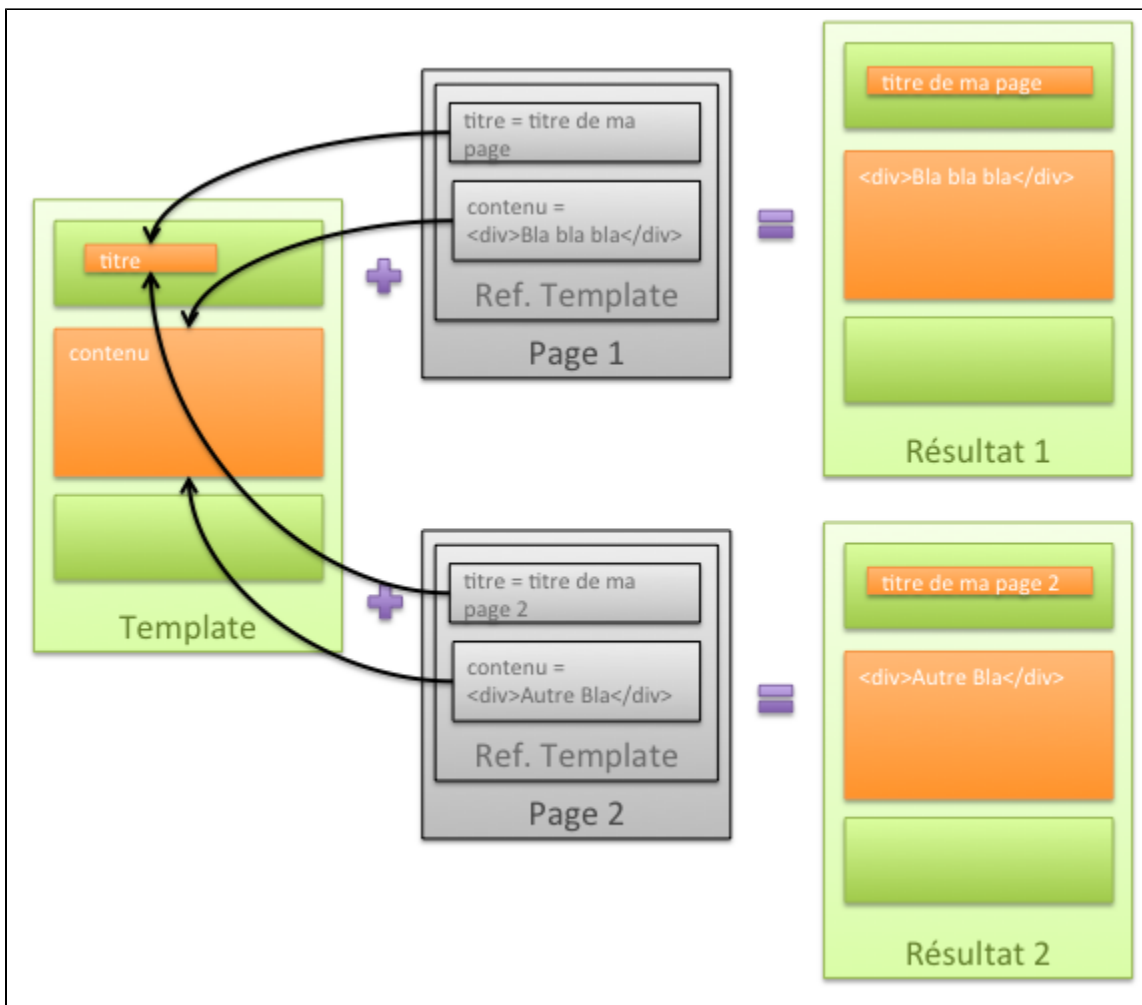 titre
contenu
Template
titre = titre de ma
page
contenu =
<div>Bla bla bla</div>
Ref. Template
Page 1
titre de ma page
<div>Bla bla bla</div>
Résultat 1
titre = titre de ma
page 2
contenu =
<div>Autre Bla</div>
Ref. Template
Page 2
titre de ma page 2
<div>Autre Bla</div>
Résultat 2